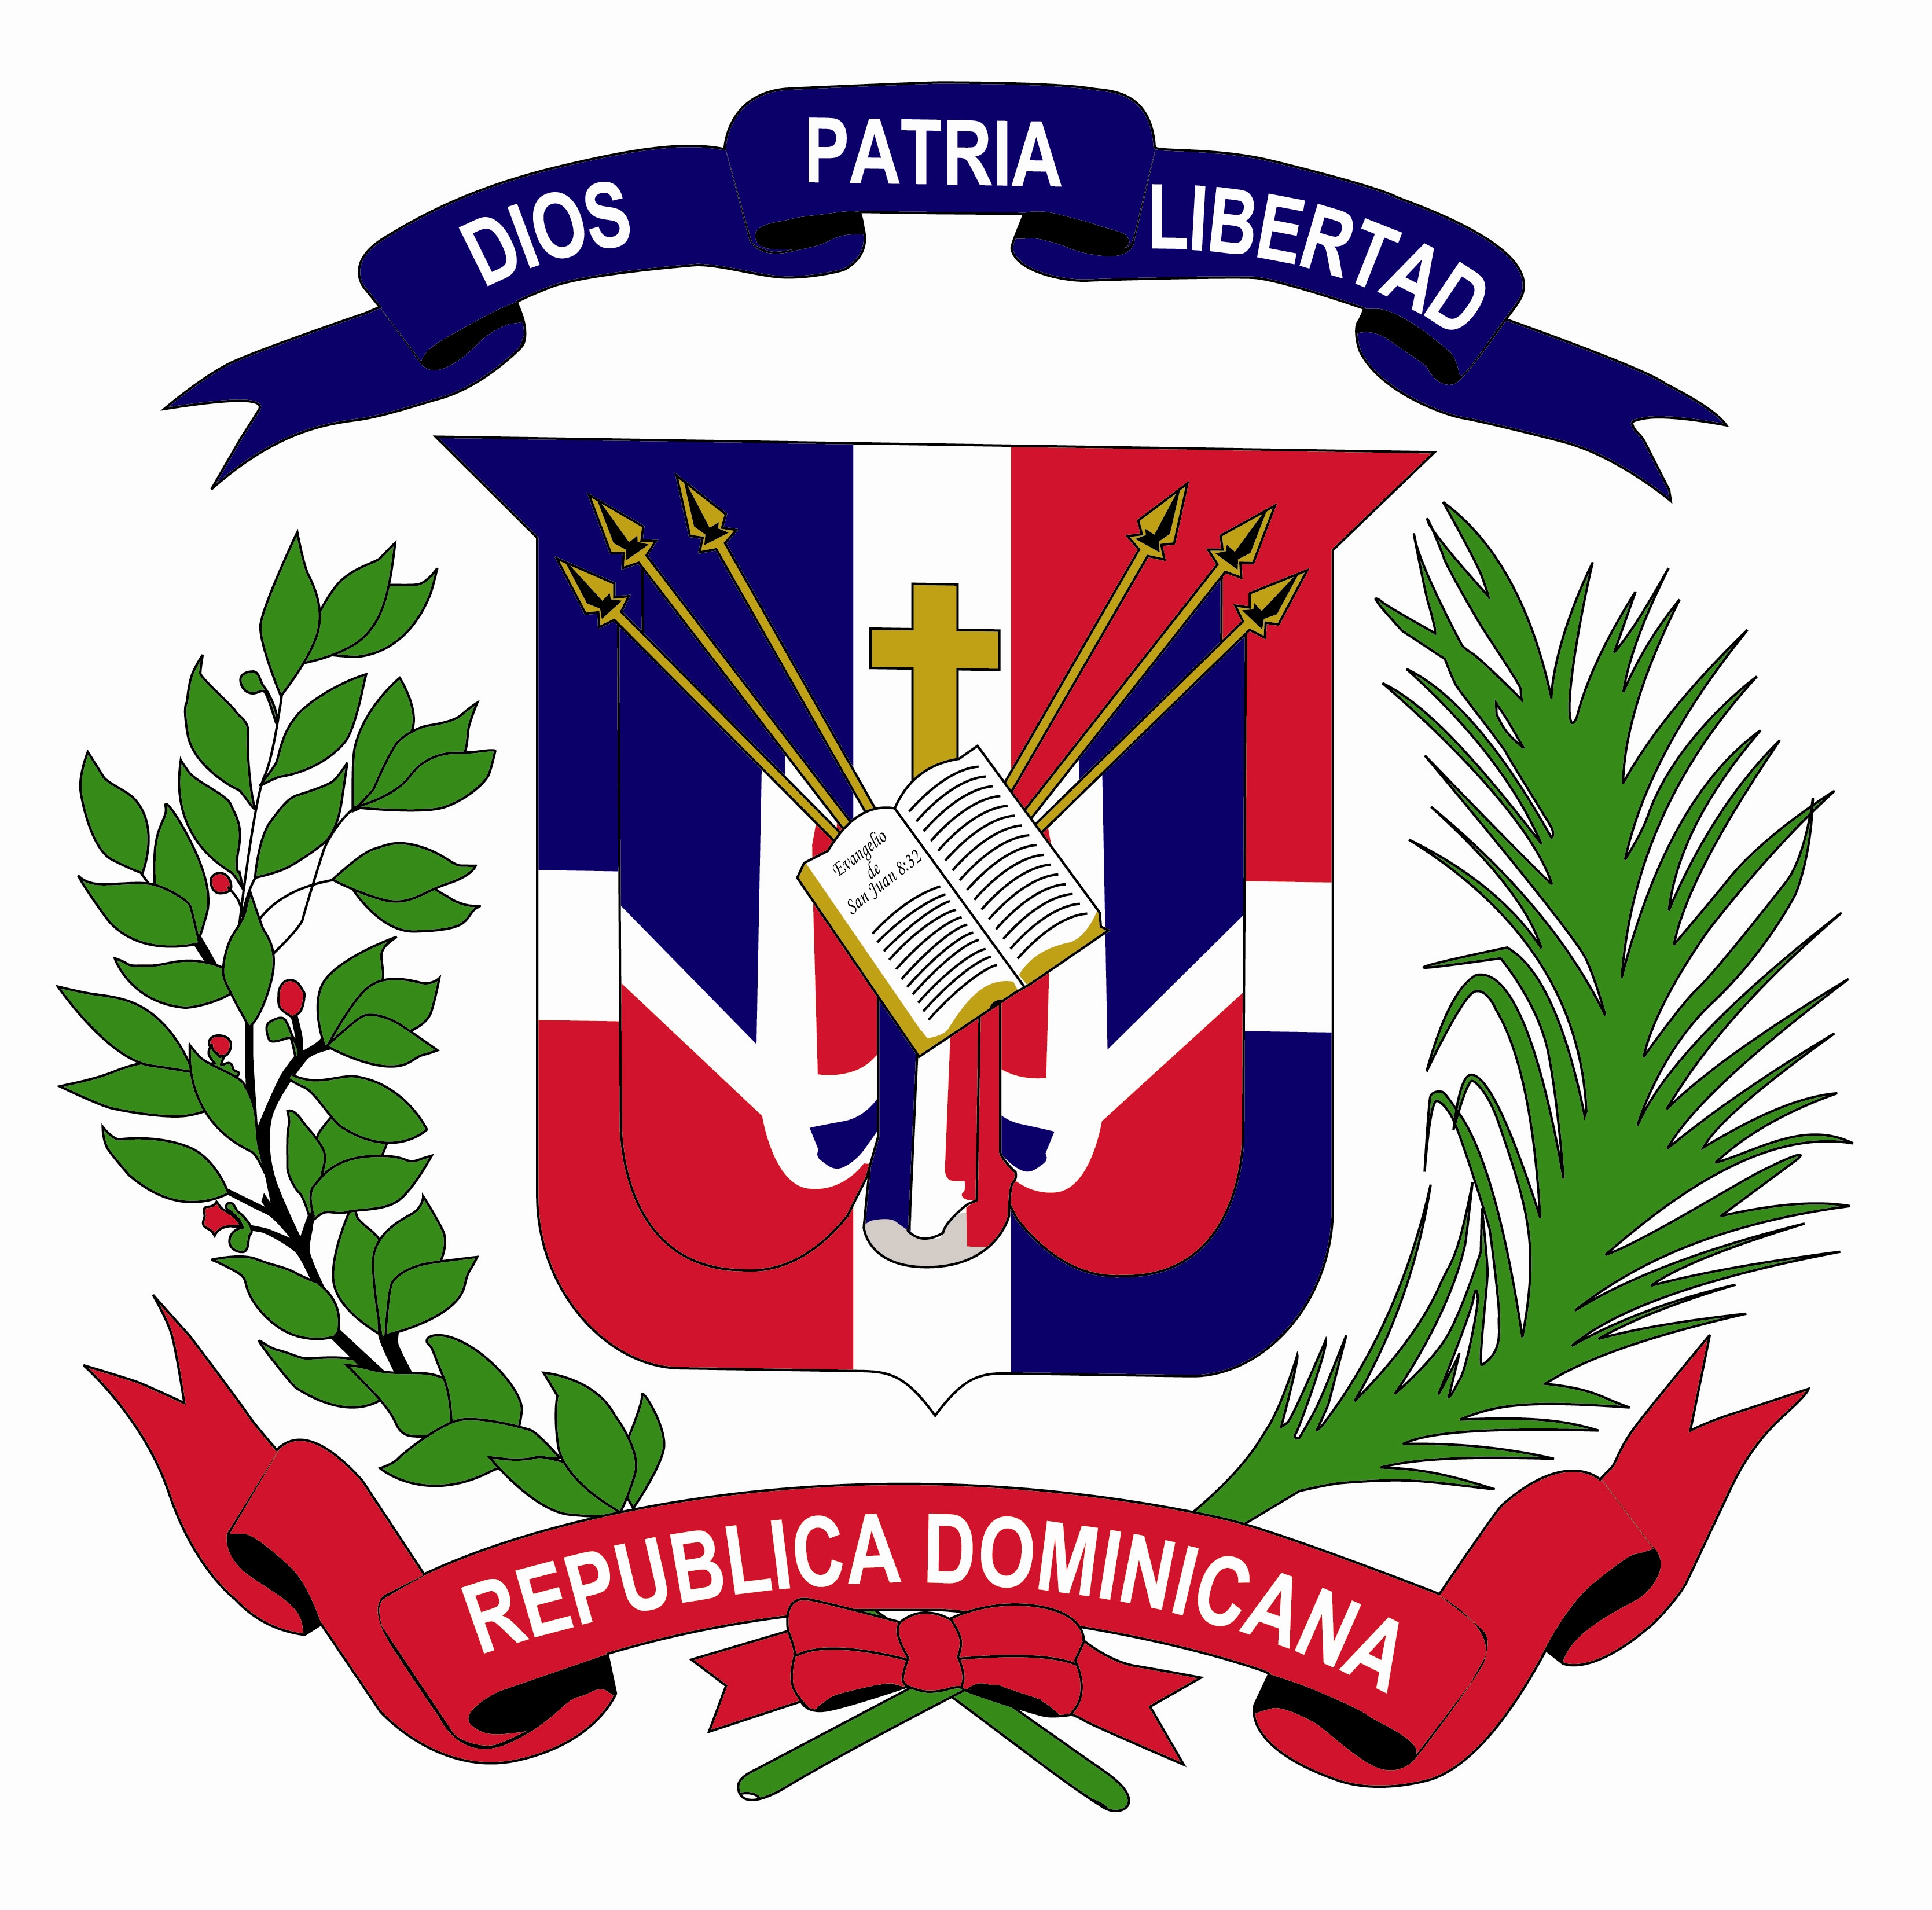 DIOS PATRIA LIBERTAD
Evangelio
de
San Juan 8:32
REPUBLICA DOMINICANA